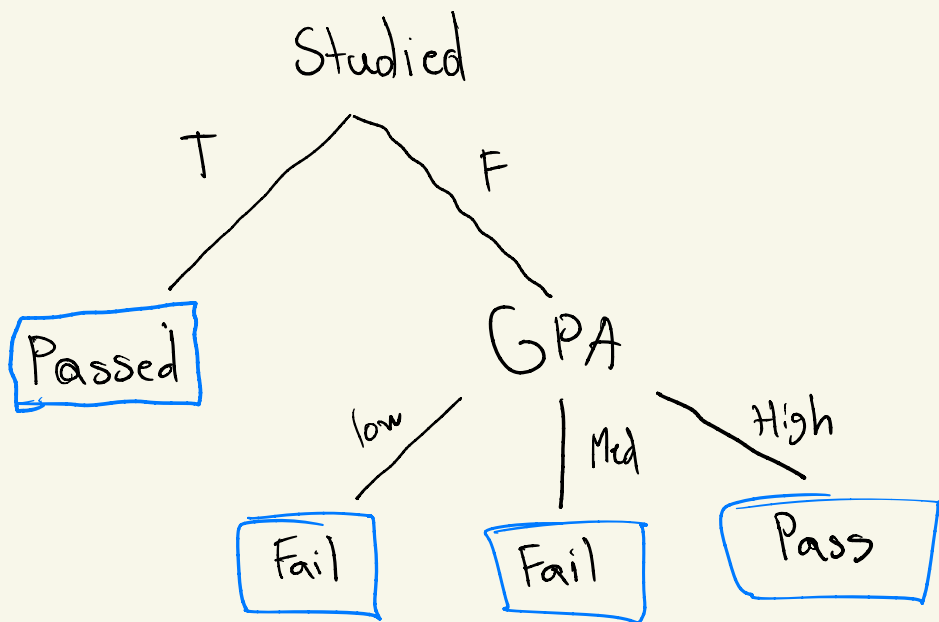 Studied
T
F
Passed
GPA
low
Med
High
Fail
Fail
Pass